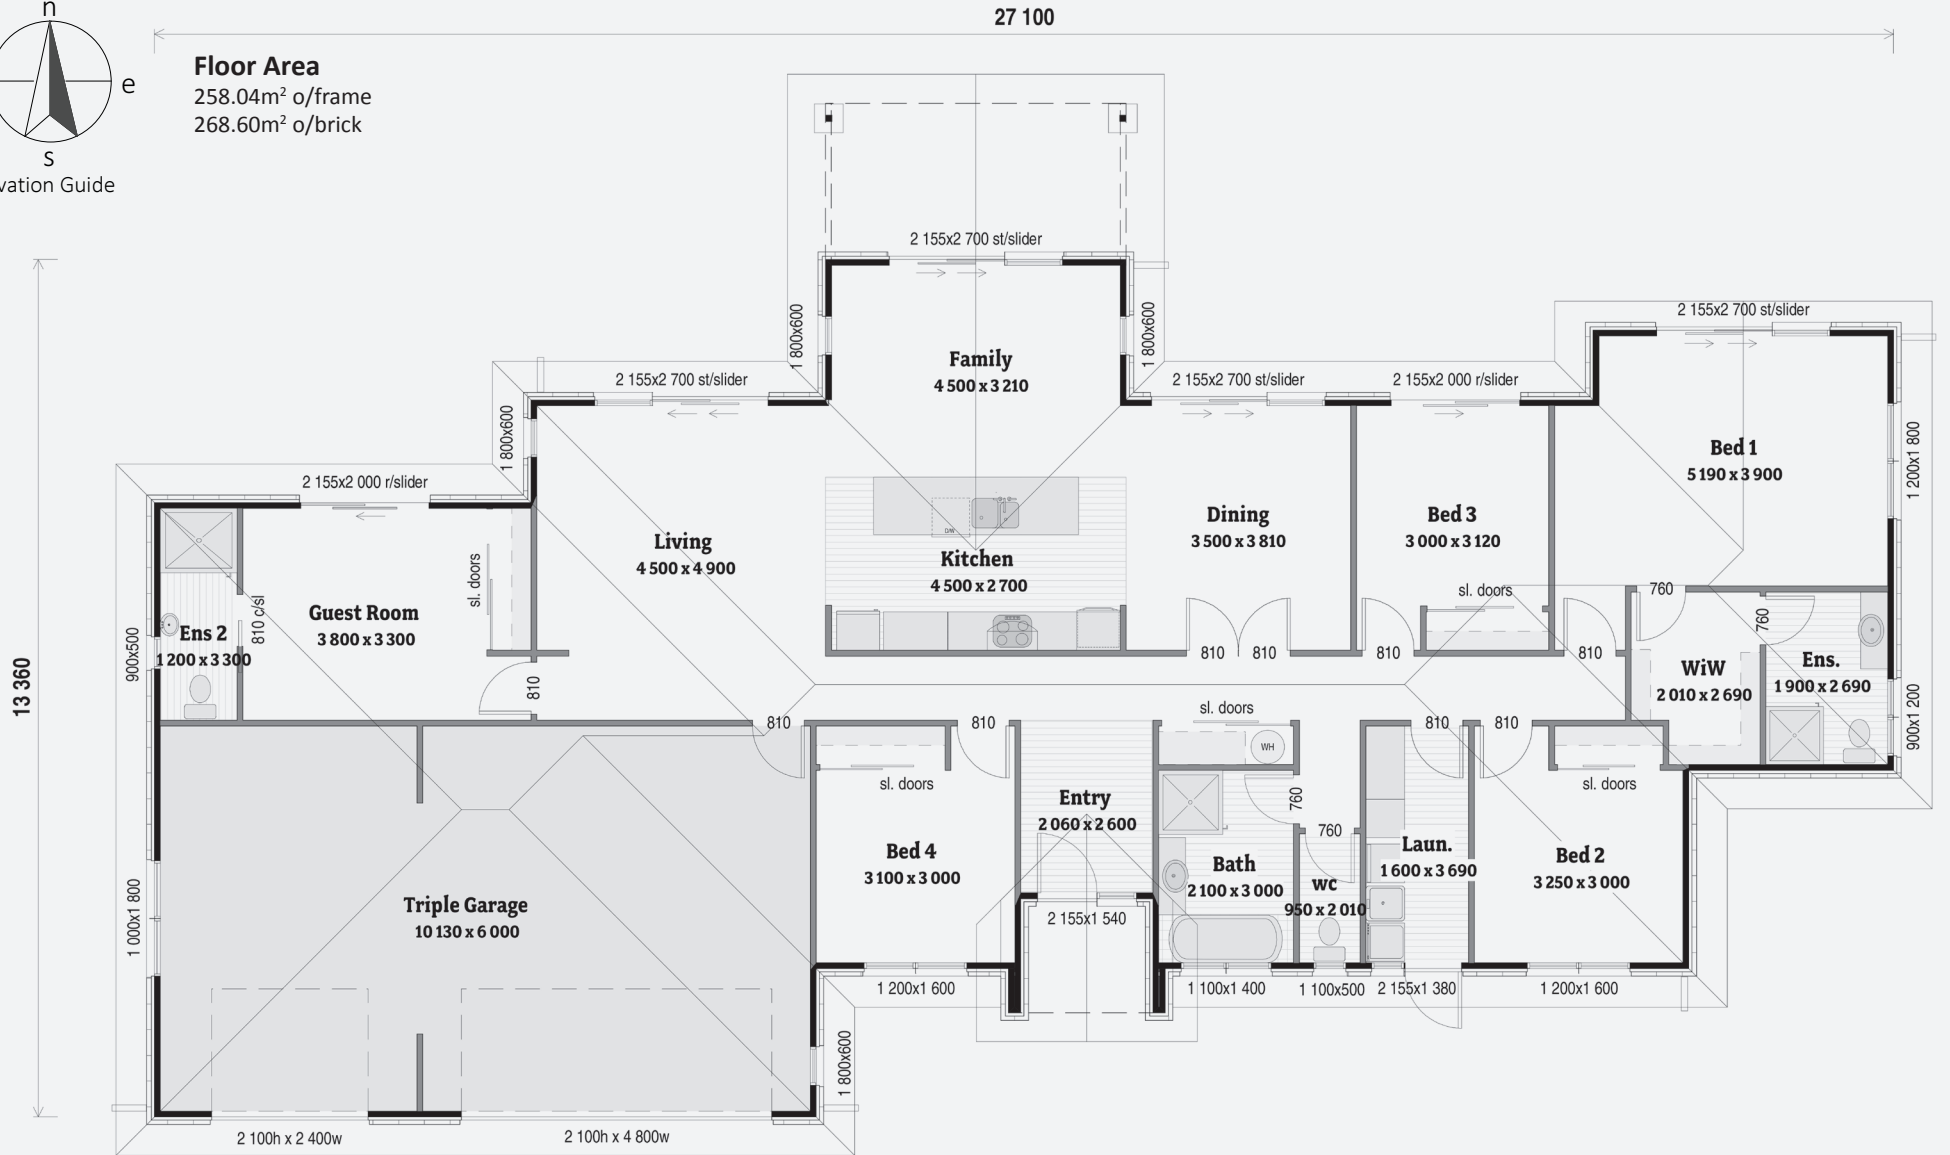 27 100
n
e
s
vation Guide
Floor Area
258.04m² o/frame
268.60m² o/brick
13 360
2 155x2 700 st/slider
1 800x600
1 800x600
Family
4 500 x 3 210
2 155x2 700 st/slider
2 155x2 700 st/slider
2 155x2 000 r/slider
2 155x2 700 st/slider
1 800x600
2 155x2 000 r/slider
Bed 1
5 190 x 3 900
1 200x1 800
Living
4 500 x 4 900
D/W
Kitchen
4 500 x 2 700
Dining
3 500 x 3 810
Bed 3
3 000 x 3 120
sl. doors
sl. doors
810 c/sl
Guest Room
3 800 x 3 300
Ens 2
1 200 x 3 300
900x500
810
810
810
810
810
760
760
WiW
2 010 x 2 690
Ens.
1 900 x 2 690
900x1 200
810
810
sl. doors
WH
810
810
sl. doors
sl. doors
760
760
Entry
2 060 x 2 600
Bed 4
3 100 x 3 000
Bath
2 100 x 3 000
wc
950 x 2 010
Laun.
1 600 x 3 690
Bed 2
3 250 x 3 000
Triple Garage
10 130 x 6 000
1 000x1 800
2 155x1 540
1 200x1 600
1 100x1 400
1 100x500
2 155x1 380
1 200x1 600
1 800x600
2 100h x 2 400w
2 100h x 4 800w